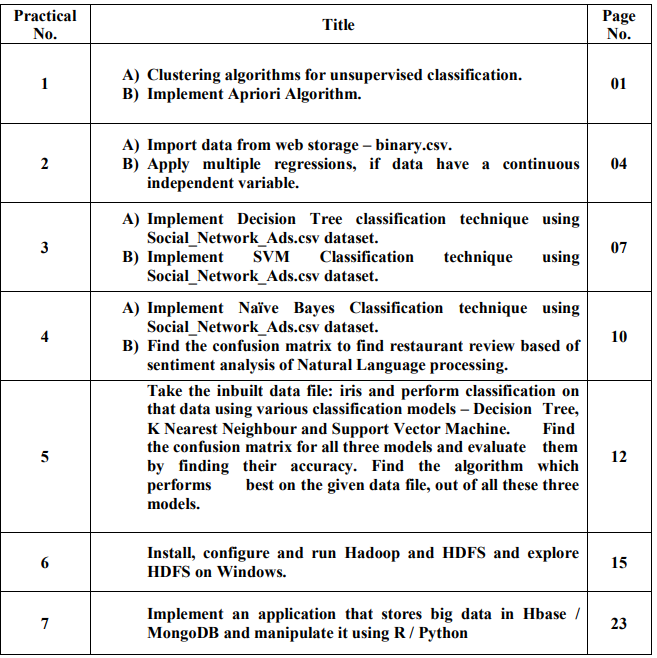 Practical No.
Title
Page No.
1
A) Clustering algorithms for unsupervised classification.
B) Implement Apriori Algorithm.
01
2
A) Import data from web storage – binary.csv.
B) Apply multiple regressions, if data have a continuous
independent variable.
04
3
A) Implement Decision Tree classification technique using
Social_Network_Ads.csv dataset.
B) Implement SVM Classification technique using
Social_Network_Ads.csv dataset.
07
4
A) Implement Naïve Bayes Classification technique using
Social_Network_Ads.csv dataset.
B) Find the confusion matrix to find restaurant review based of
sentiment analysis of Natural Language processing.
10
5
Take the inbuilt data file: iris and perform classification on
that data using various classification models – Decision Tree,
K Nearest Neighbour and Support Vector Machine. Find
the confusion matrix for all three models and evaluate them
by finding their accuracy. Find the algorithm which
performs best on the given data file, out of all these three
models.
12
6
Install, configure and run Hadoop and HDFS and explore
HDFS on Windows.
15
7
Implement an application that stores big data in Hbase /
MongoDB and manipulate it using R / Python
23